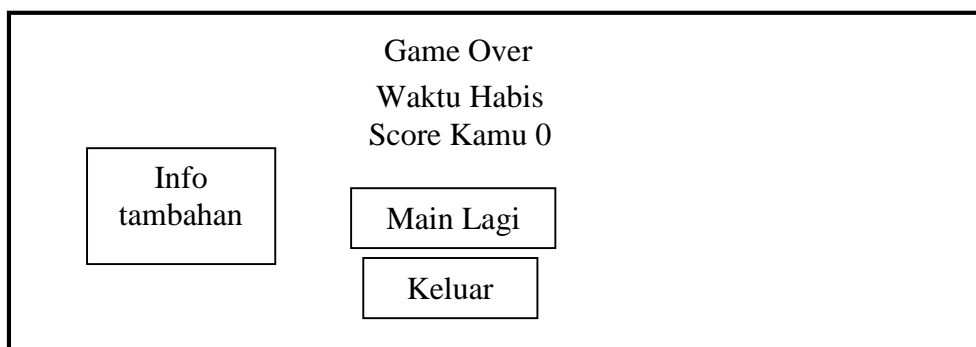 Game Over
Waktu Habis
Score Kamu 0
Info
tambahan
Main Lagi
Keluar